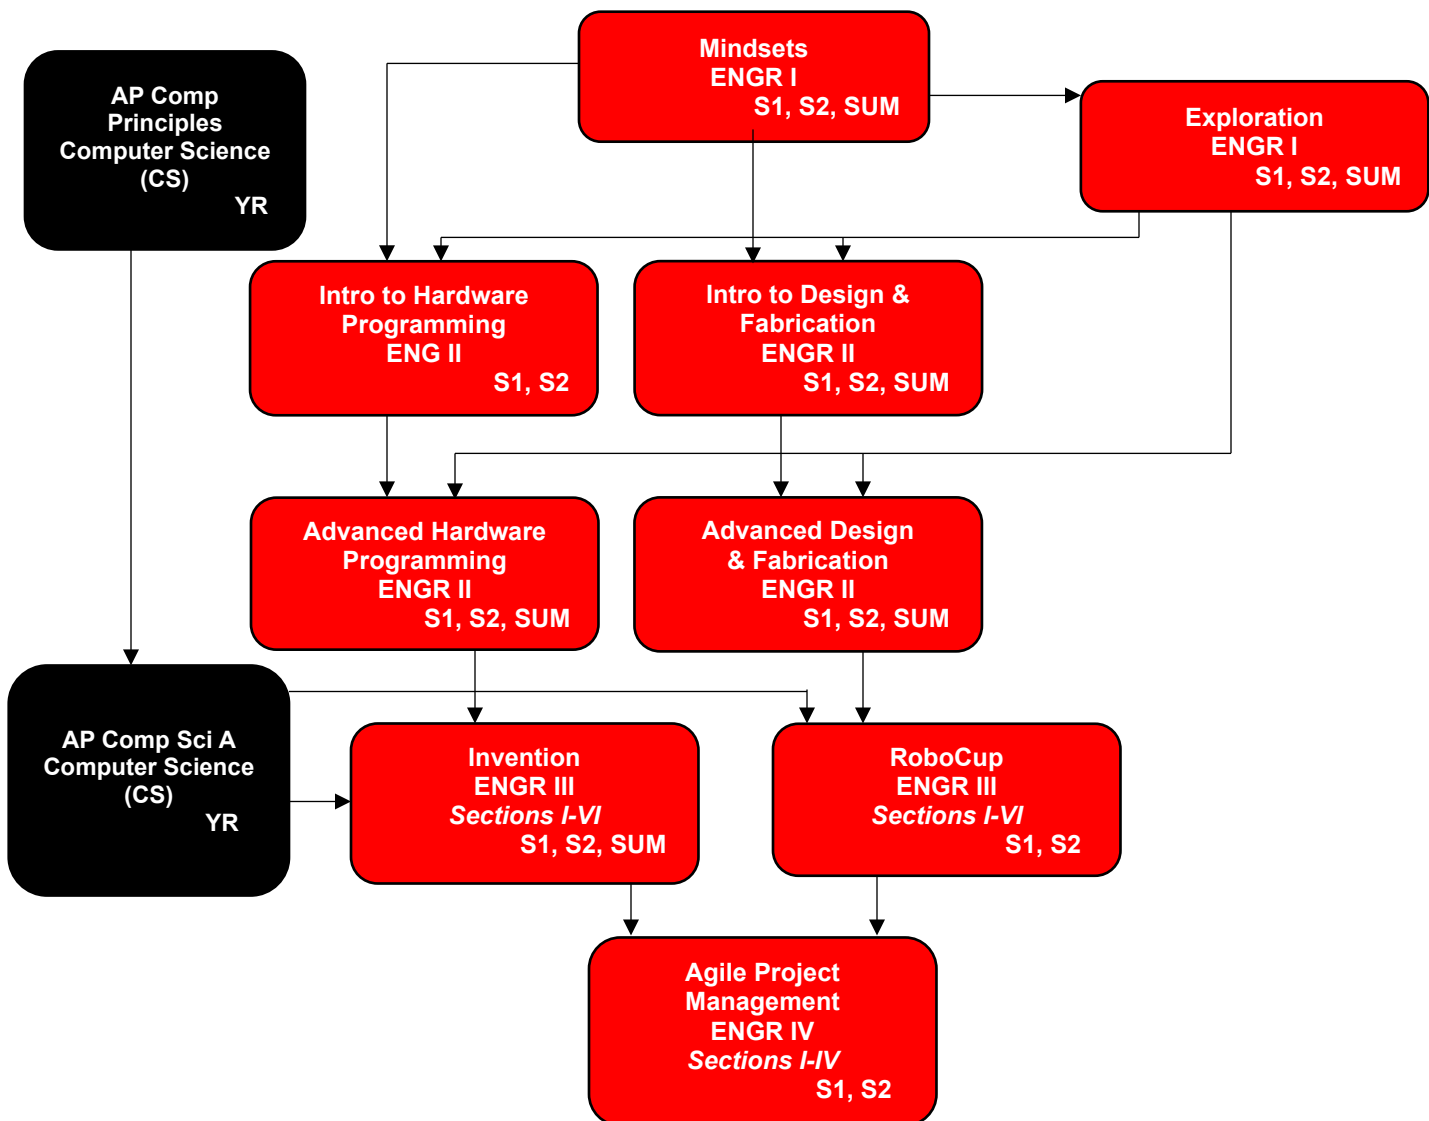 Mindsets
ENGR I
S1, S2, SUM
AP Comp
Principles
Computer Science
(CS)
YR
Exploration
ENGR I
S1, S2, SUM
Intro to Hardware
Programming
ENG II
S1, S2
Intro to Design &
Fabrication
ENGR II
S1, S2, SUM
Advanced Hardware
Programming
ENGR II
S1, S2, SUM
Advanced Design
& Fabrication
ENGR II
S1, S2, SUM
AP Comp Sci A
Computer Science
(CS)
YR
Invention
ENGR III
Sections I-VI
S1, S2, SUM
RoboCup
ENGR III
Sections I-VI
S1, S2
Agile Project
Management
ENGR IV
Sections I-IV
S1, S2